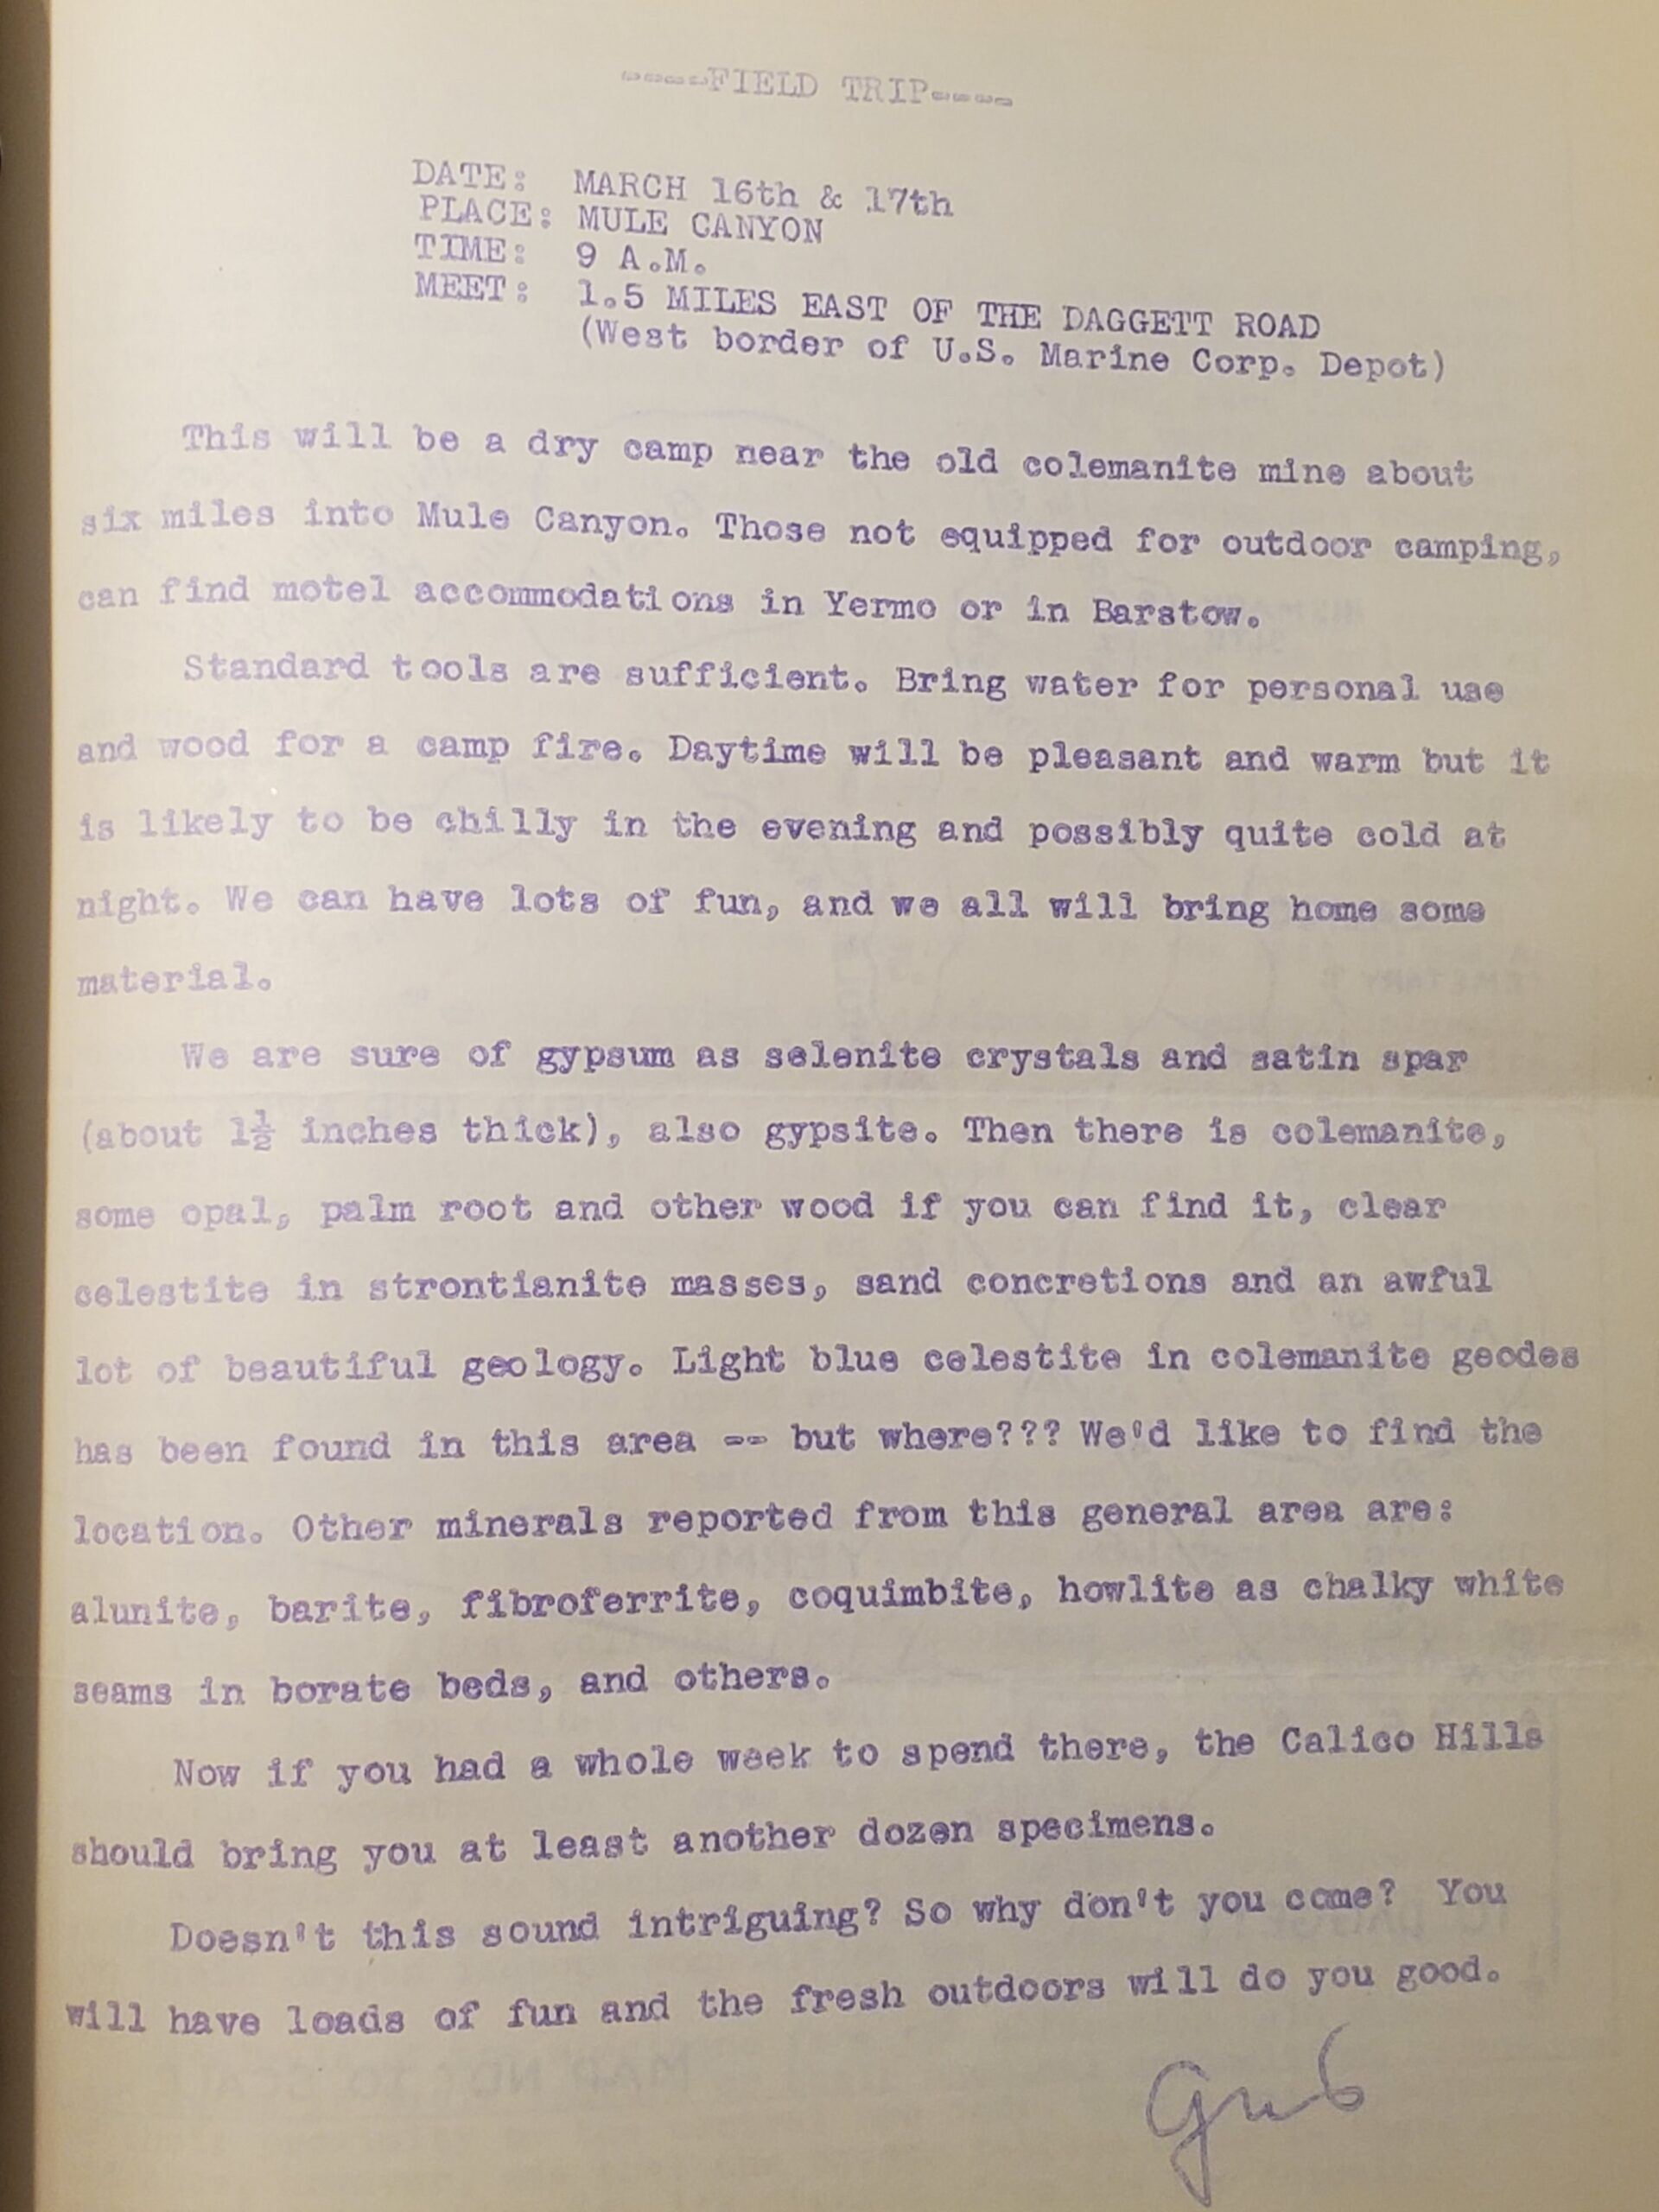 ----FIELD TRIP----
DATE: MARCH 16th & 17th
PLACE: MULE CANYON
TIME: 9 A.M.
MEET: 1.5 MILES EAST OF THE DAGGETT ROAD
(West border of U.S. Marine Corp. Depot)
This will be a dry camp near the old colemanite mine about
six miles into Mule Canyon. Those not equipped for outdoor camping,
can find motel accommodations in Yermo or in Barstow.
Standard tools are sufficient. Bring water for personal use
and wood for a camp fire. Daytime will be pleasant and warm but it
is likely to be chilly in the evening and possibly quite cold at
night. We can have lots of fun, and we all will bring home some
material.
We are sure of gypsum as selenite crystals and satin spar
(about 1½ inches thick), also gypsite. Then there is colemanite,
some opal, palm root and other wood if you can find it, clear
celestite in strontianite masses, sand concretions and an awful
lot of beautiful geology. Light blue celestite in colemanite geodes
has been found in this area -- but where??? We'd like to find the
location. Other minerals reported from this general area are:
alunite, barite, fibroferrite, coquimbite, howlite as chalky white
seams in borate beds, and others.
Now if you had a whole week to spend there, the Calico Hills
should bring you at least another dozen specimens.
Doesn't this sound intriguing? So why don't you come? You
will have loads of fun and the fresh outdoors will do you good.